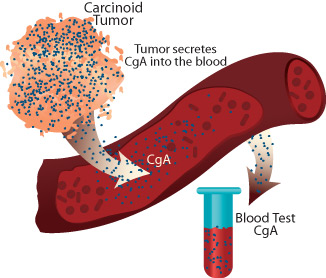 Carcinoid
Tumor
Tumor secretes
CgA into the blood
CgA
Blood Test
CgA